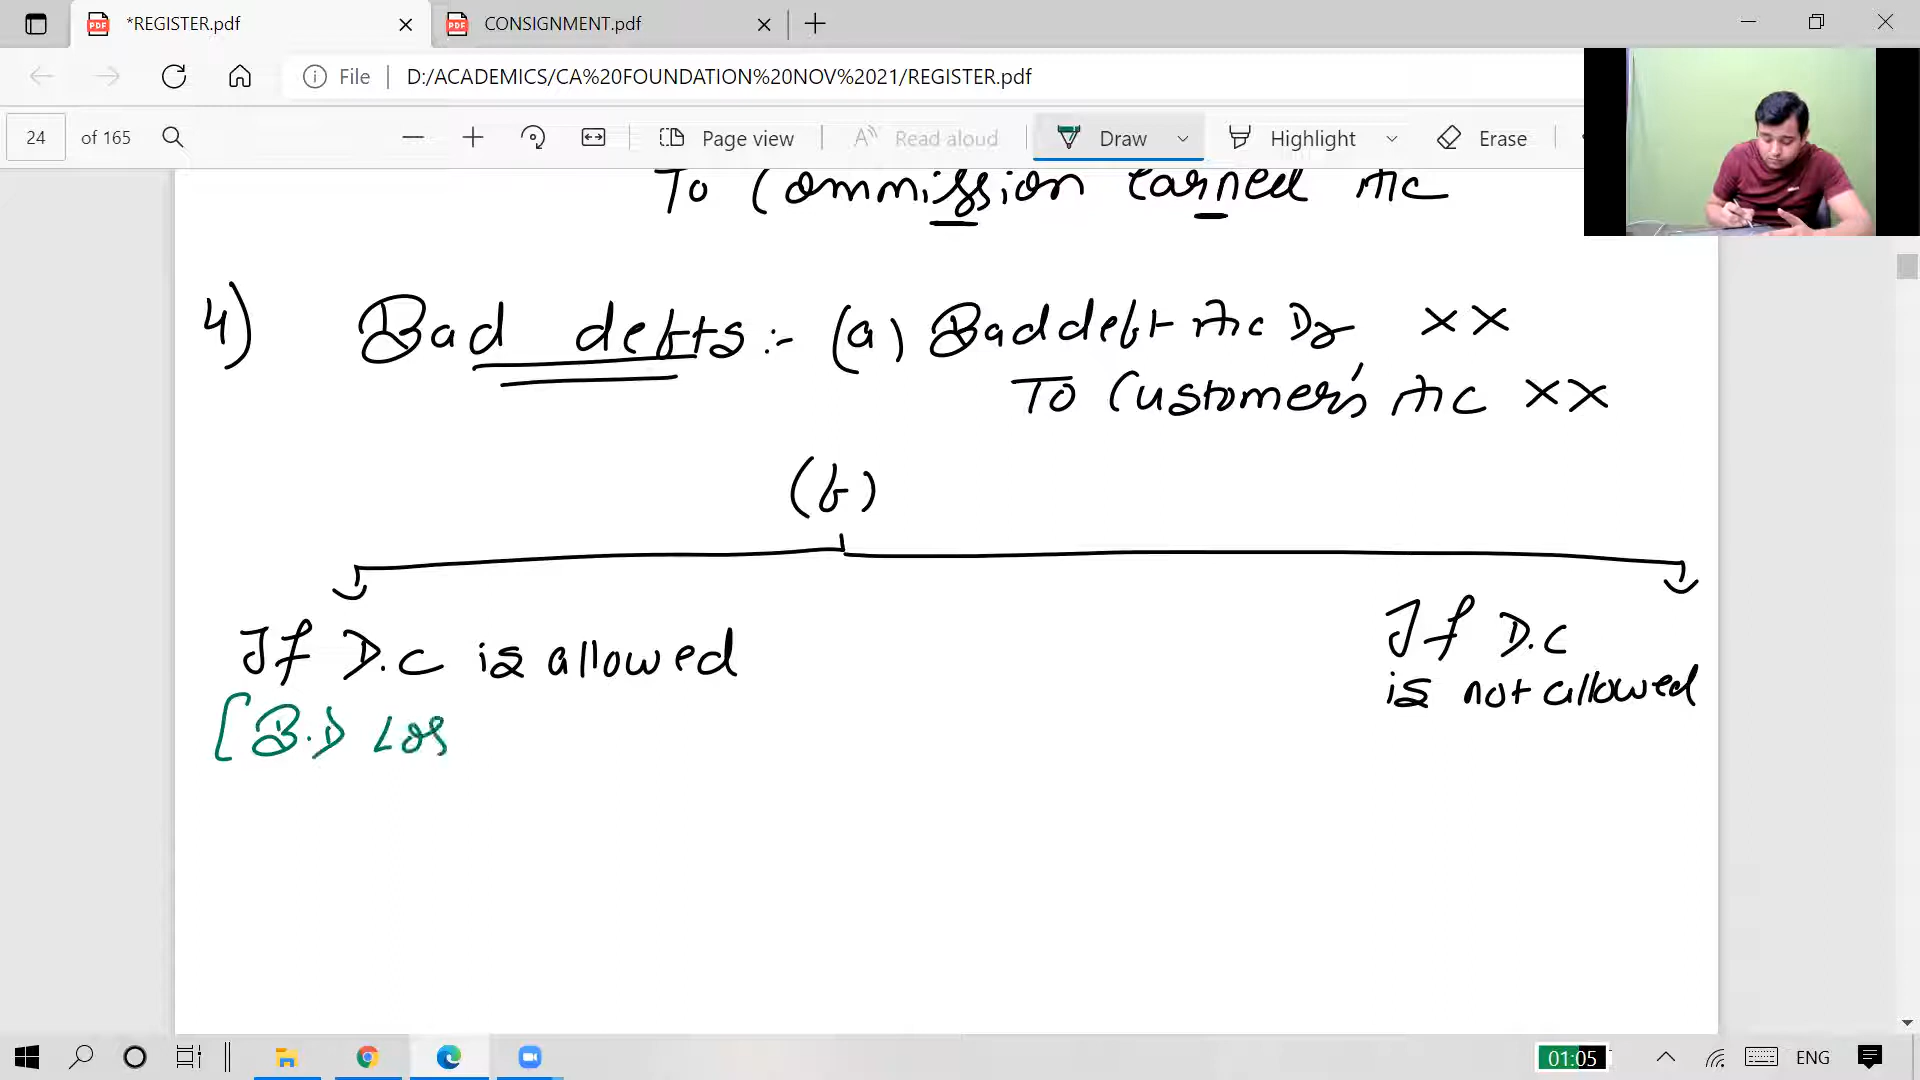 *REGISTER.pdf
CONSIGNMENT.pdf
File
D:/ACADEMICS/CA%20FOUNDATION%20NOV%2021/REGISTER.pdf
24 of 165
Page view
Read aloud
Draw
Highlight
Erase
To Commission Earned A/c
4) Bad debts :- (a) Bad debt A/c Dr XX
To Customer's A/c XX
(b)
If D.C is allowed
If D.C
is not allowed
[B.D Los
01:05
ENG